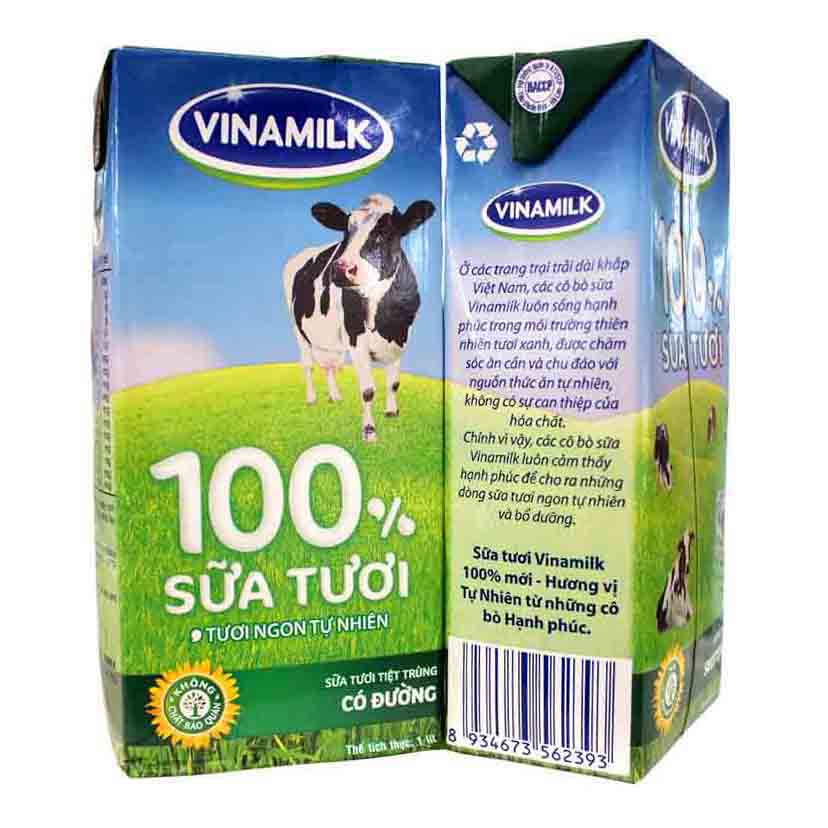 VINAMILK
100%
SỮA TƯƠI
TƯƠI NGON TỰ NHIÊN
SỮA TƯƠI TIỆT TRÙNG
CÓ ĐƯỜNG
KHÔNG
CHẤT BẢO QUẢN
Thể tích thực: 1 lít
HACCP
VINAMILK
Ở các trang trại trải dài khắp
Việt Nam, các cô bò sữa
Vinamilk luôn sống hạnh
phúc trong môi trường thiên
nhiên tươi xanh, được chăm
sóc ân cần và chu đáo với
nguồn thức ăn tự nhiên,
không có sự can thiệp của
hóa chất.
Chính vì vậy, các cô bò sữa
Vinamilk luôn cảm thấy
hạnh phúc để cho ra những
dòng sữa tươi ngon tự nhiên
và bổ dưỡng.
Sữa tươi Vinamilk
100% mới - Hương vị
Tự Nhiên từ những cô
bò Hạnh phúc.
8 934673 562393
VINAMILK
100%
SỮA TƯƠI